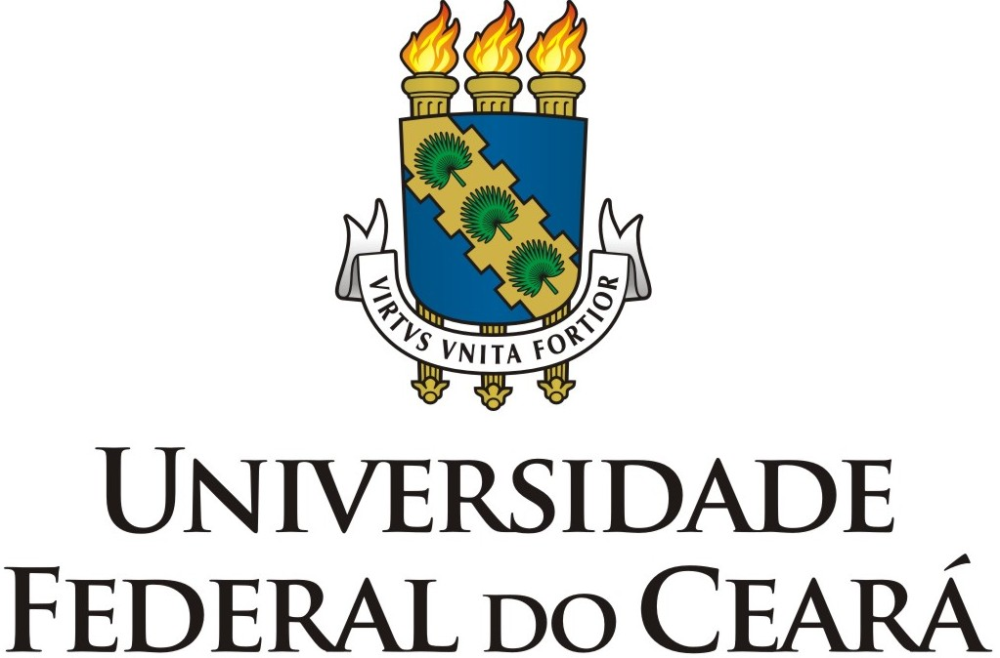 VIRTVS VNITA FORTIOR
UNIVERSIDADE
FEDERAL DO CEARÁ